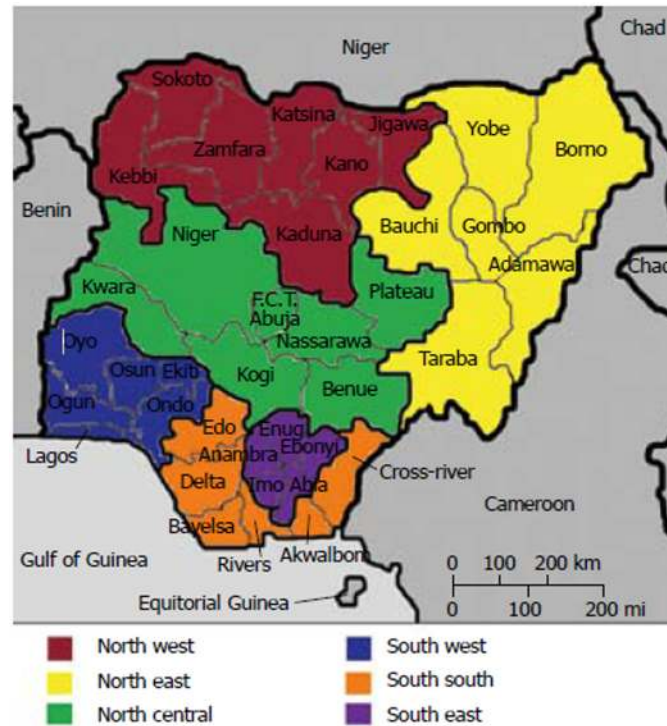 Chad
Niger
Sokoto
Katsina
Jigawa
Yobe
Borno
Zamfara
Kano
Kebbi
Benin
Bauchi
Gombo
Niger
Kaduna
Adamawa
Chad
Kwara
Plateau
F.C.T.
Abuja
Nassarawa
Oyo
Taraba
Osun
Ekiti
Kogi
Benue
Ogun
Ondo
Edo
Enugi
Lagos
Anambra
Ebonyi
Cross-river
Delta
Imo
Abia
Bayelsa
Cameroon
Gulf of Guinea
Rivers
Akwalbom
0 100 200 km
Equitorial Guinea
0 100 200 mi
North west
South west
North east
South south
North central
South east